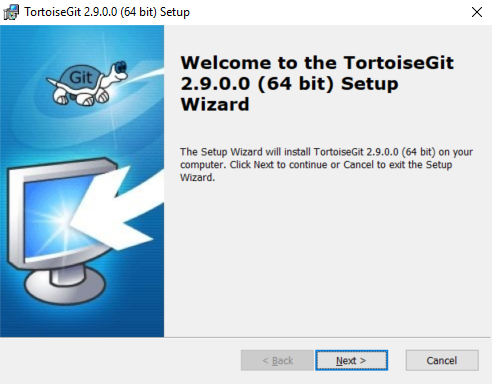 TortoiseGit 2.9.0.0 (64 bit) Setup
Git
Welcome to the TortoiseGit
2.9.0.0 (64 bit) Setup
Wizard
The Setup Wizard will install TortoiseGit 2.9.0.0 (64 bit) on your
computer. Click Next to continue or Cancel to exit the Setup
Wizard.
< Back
Next >
Cancel